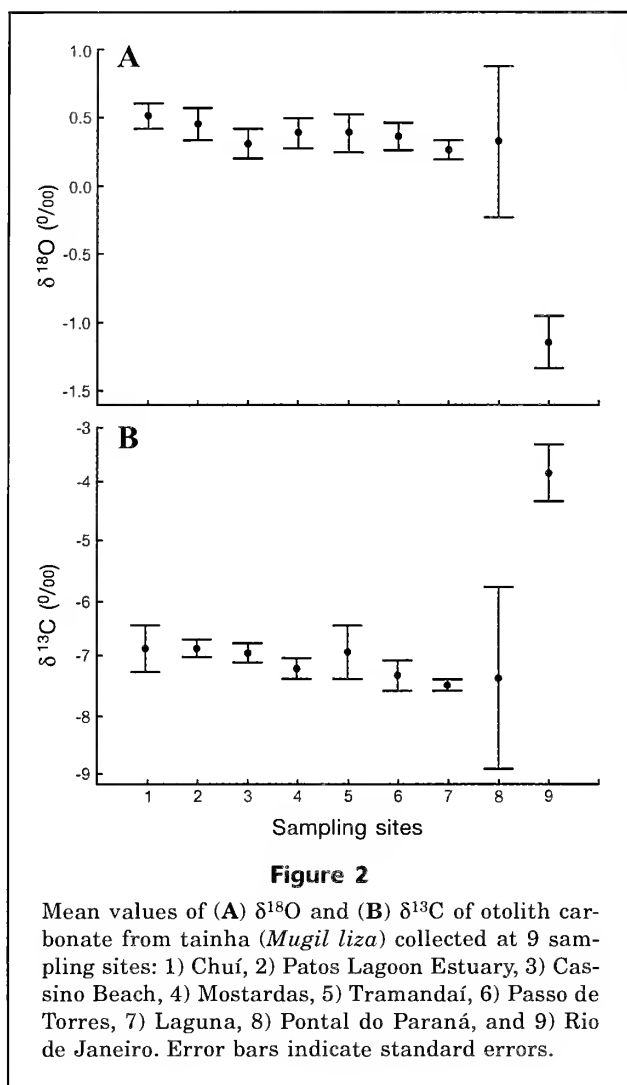 A
1.0
0.5
0.0
-0.5
-1.0
-1.5
δ¹⁸O (0/00)
B
-3
-4
-5
-6
-7
-8
-9
δ¹³C (0/00)
1 2 3 4 5 6 7 8 9
Sampling sites
Figure 2
Mean values of (A) δ¹⁸O and (B) δ¹³C of otolith car-
bonate from tainha (Mugil liza) collected at 9 sam-
pling sites: 1) Chuí, 2) Patos Lagoon Estuary, 3) Cas-
sino Beach, 4) Mostardas, 5) Tramandaí, 6) Passo de
Torres, 7) Laguna, 8) Pontal do Paraná, and 9) Rio
de Janeiro. Error bars indicate standard errors.